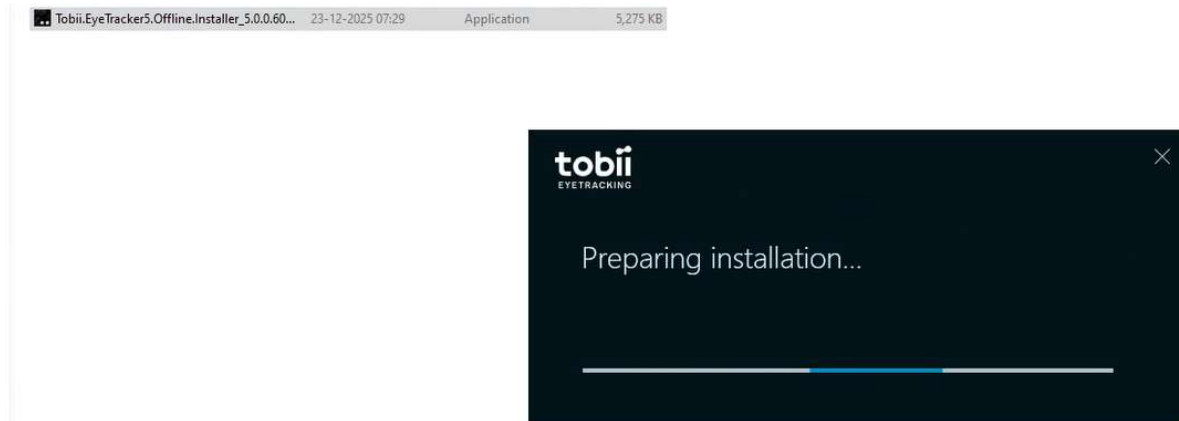 Tobii.EyeTracker5.Offline.Installer_5.0.0.60... 23-12-2025 07:29 Application 5,275 KB
tobii
EYETRACKING
Preparing installation...